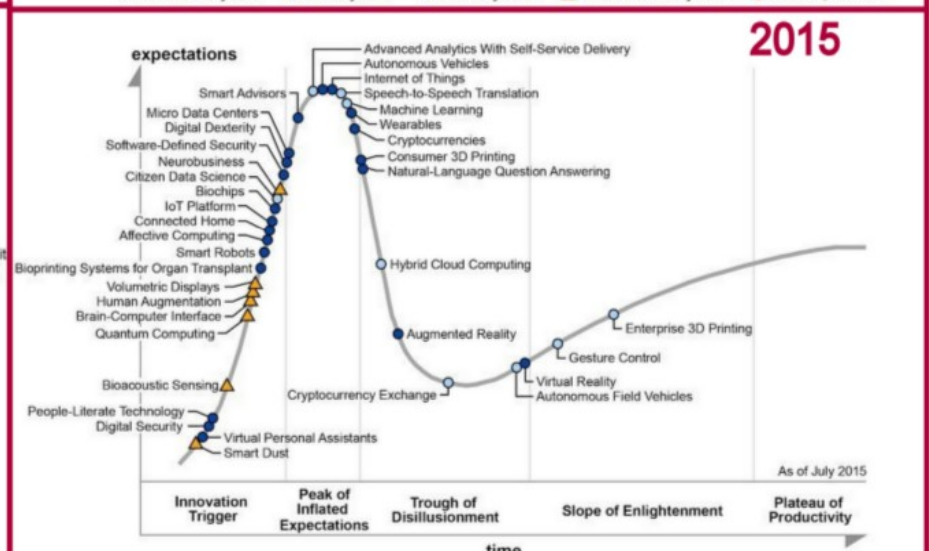 2015
expectations
Advanced Analytics With Self-Service Delivery
Autonomous Vehicles
Internet of Things
Smart Advisors
Speech-to-Speech Translation
Machine Learning
Micro Data Centers
Wearables
Digital Dexterity
Cryptocurrencies
Software-Defined Security
Consumer 3D Printing
Neurobusiness
Natural-Language Question Answering
Citizen Data Science
Biochips
IoT Platform
Connected Home
Affective Computing
Smart Robots
Bioprinting Systems for Organ Transplant
Hybrid Cloud Computing
Volumetric Displays
Human Augmentation
Brain-Computer Interface
Quantum Computing
Augmented Reality
Enterprise 3D Printing
Gesture Control
Bioacoustic Sensing
Virtual Reality
Cryptocurrency Exchange
Autonomous Field Vehicles
People-Literate Technology
Digital Security
Virtual Personal Assistants
Smart Dust
As of July 2015
Innovation
Trigger
Peak of
Inflated
Expectations
Trough of
Disillusionment
Slope of Enlightenment
Plateau of
Productivity
time